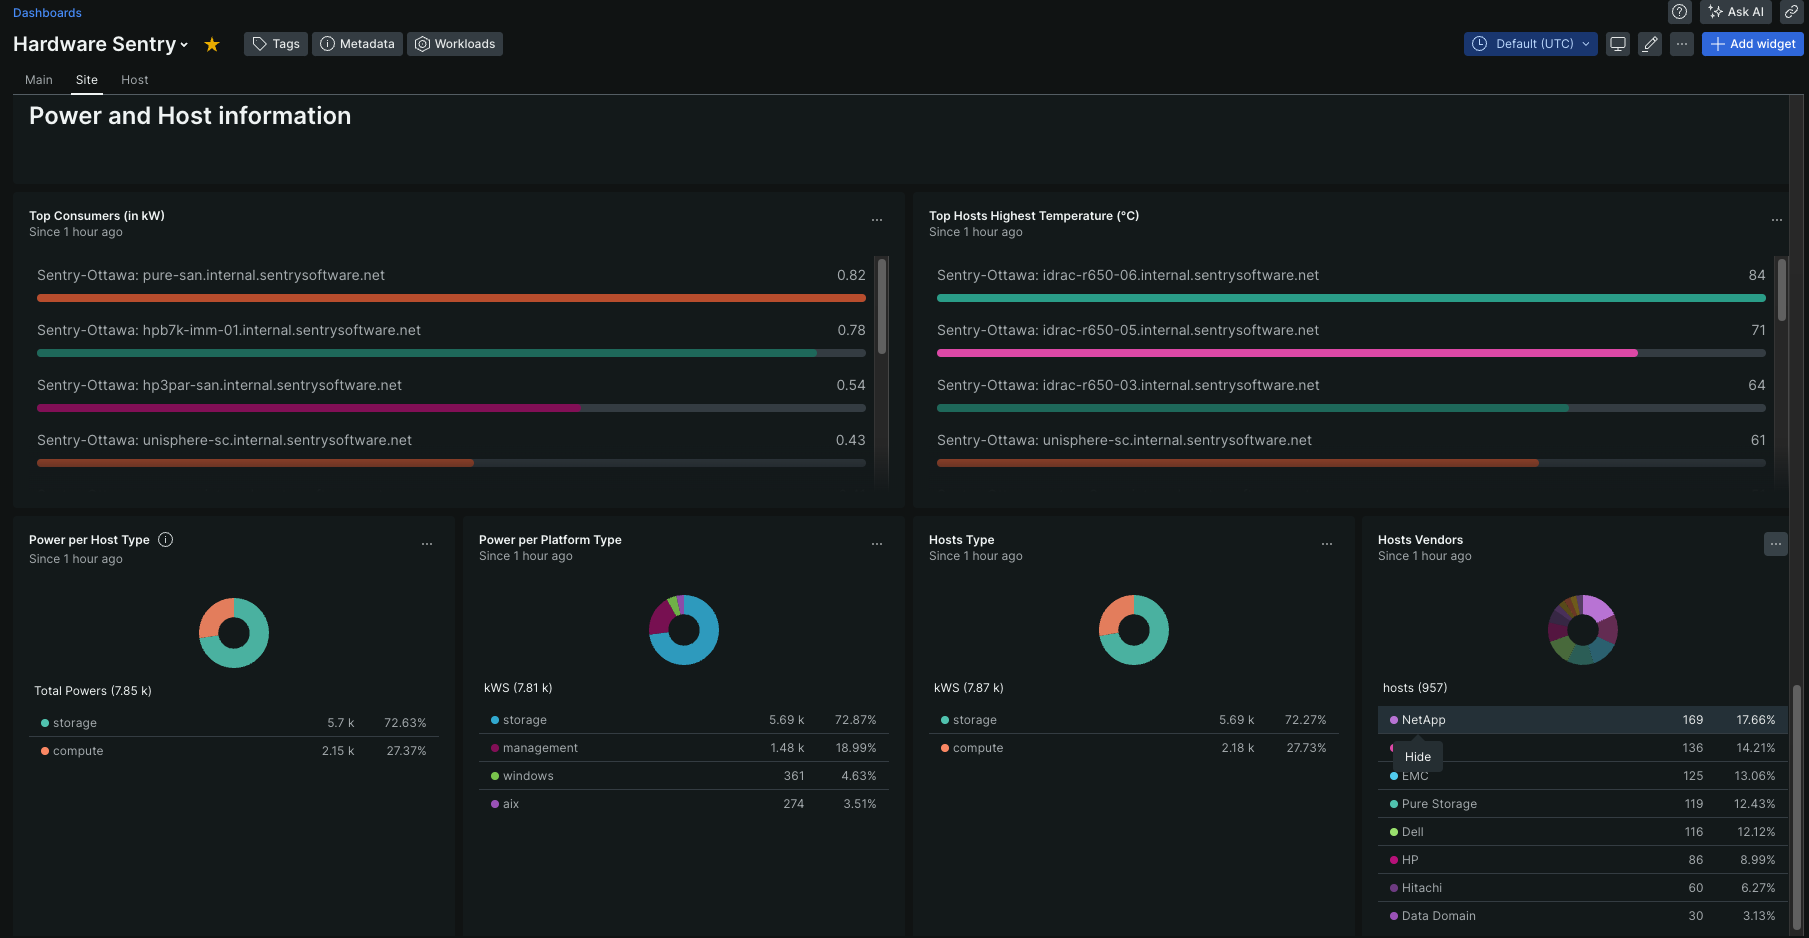 Dashboards
Ask AI
Hardware Sentry
Tags
Metadata
Workloads
Default (UTC)
Add widget
Main
Site
Host
Power and Host information
Top Consumers (in kW)
Since 1 hour ago
Sentry-Ottawa: pure-san.internal.sentrysoftware.net 0.82
Sentry-Ottawa: hpb7k-imm-01.internal.sentrysoftware.net 0.78
Sentry-Ottawa: hp3par-san.internal.sentrysoftware.net 0.54
Sentry-Ottawa: unisphere-sc.internal.sentrysoftware.net 0.43
Top Hosts Highest Temperature (°C)
Since 1 hour ago
Sentry-Ottawa: idrac-r650-06.internal.sentrysoftware.net 84
Sentry-Ottawa: idrac-r650-05.internal.sentrysoftware.net 71
Sentry-Ottawa: idrac-r650-03.internal.sentrysoftware.net 64
Sentry-Ottawa: unisphere-sc.internal.sentrysoftware.net 61
Power per Host Type
Since 1 hour ago
Total Powers (7.85 k)
storage 5.7 k 72.63%
compute 2.15 k 27.37%
Power per Platform Type
Since 1 hour ago
kWS (7.81 k)
storage 5.69 k 72.87%
management 1.48 k 18.99%
windows 361 4.63%
aix 274 3.51%
Hosts Type
Since 1 hour ago
kWS (7.87 k)
storage 5.69 k 72.27%
compute 2.18 k 27.73%
Hosts Vendors
Since 1 hour ago
hosts (957)
NetApp 169 17.66%
136 14.21%
Hide
EMC 125 13.06%
Pure Storage 119 12.43%
Dell 116 12.12%
HP 86 8.99%
Hitachi 60 6.27%
Data Domain 30 3.13%